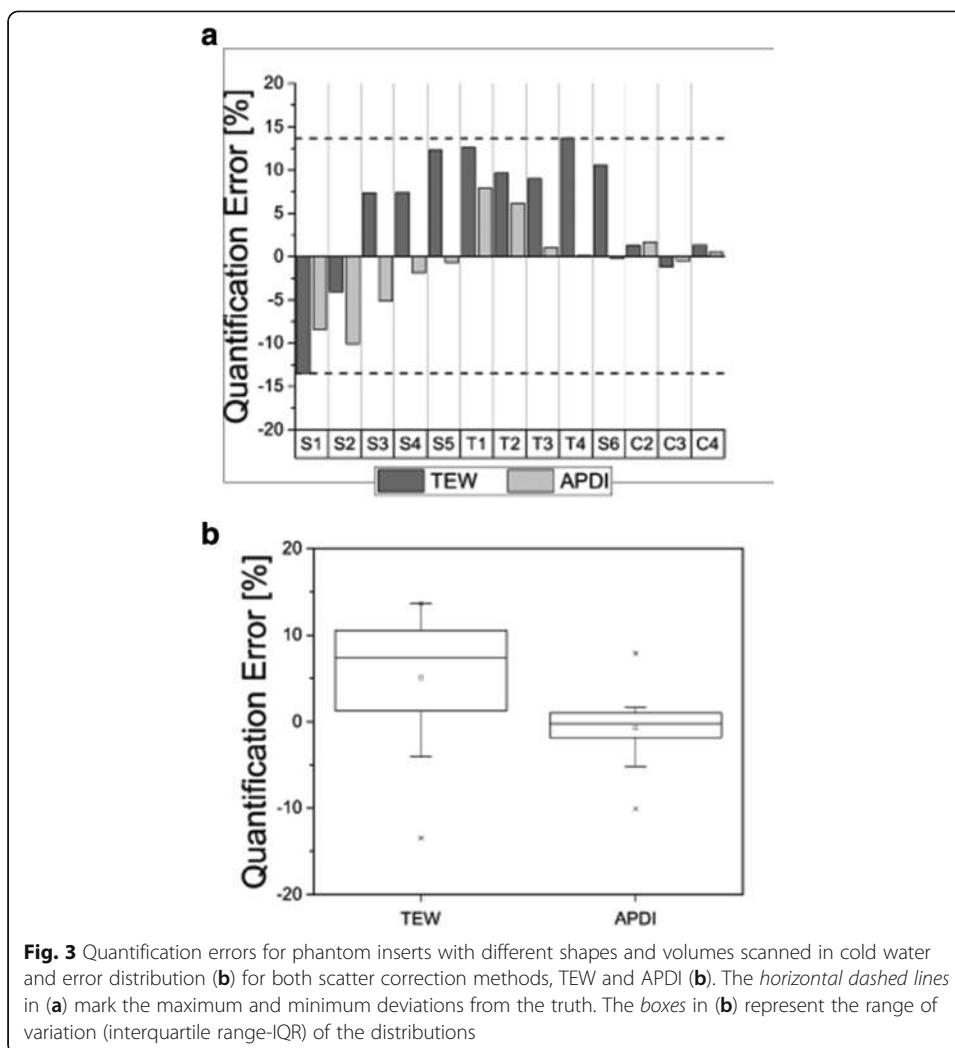 a
Quantification Error [%]
20
15
10
5
0
-5
-10
-15
-20
S1 S2 S3 S4 S5 T1 T2 T3 T4 S6 C2 C3 C4
TEW APDI
b
Quantification Error [%]
20
10
0
-10
-20
TEW APDI
Fig. 3 Quantification errors for phantom inserts with different shapes and volumes scanned in cold water
and error distribution (b) for both scatter correction methods, TEW and APDI (b). The horizontal dashed lines
in (a) mark the maximum and minimum deviations from the truth. The boxes in (b) represent the range of
variation (interquartile range-IQR) of the distributions